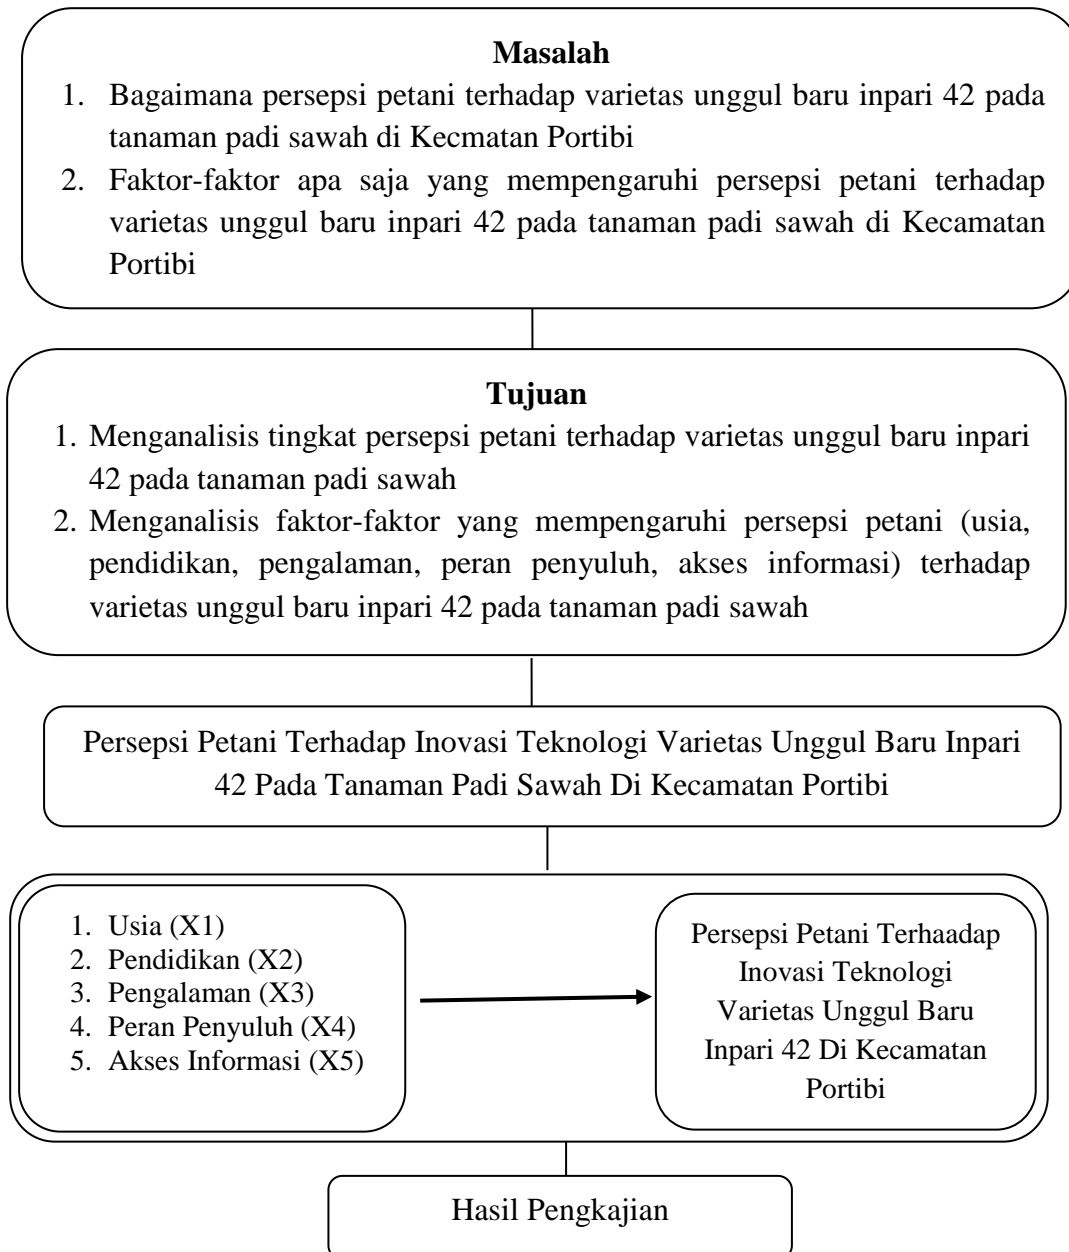 Masalah
1. Bagaimana persepsi petani terhadap varietas unggul baru inpari 42 pada
tanaman padi sawah di Kecmatan Portibi
2. Faktor-faktor apa saja yang mempengaruhi persepsi petani terhadap
varietas unggul baru inpari 42 pada tanaman padi sawah di Kecamatan
Portibi
Tujuan
1. Menganalisis tingkat persepsi petani terhadap varietas unggul baru inpari
42 pada tanaman padi sawah
2. Menganalisis faktor-faktor yang mempengaruhi persepsi petani (usia,
pendidikan, pengalaman, peran penyuluh, akses informasi) terhadap
varietas unggul baru inpari 42 pada tanaman padi sawah
Persepsi Petani Terhadap Inovasi Teknologi Varietas Unggul Baru Inpari
42 Pada Tanaman Padi Sawah Di Kecamatan Portibi
1. Usia (X1)
2. Pendidikan (X2)
3. Pengalaman (X3)
4. Peran Penyuluh (X4)
5. Akses Informasi (X5)
Persepsi Petani Terhaadap
Inovasi Teknologi
Varietas Unggul Baru
Inpari 42 Di Kecamatan
Portibi
Hasil Pengkajian